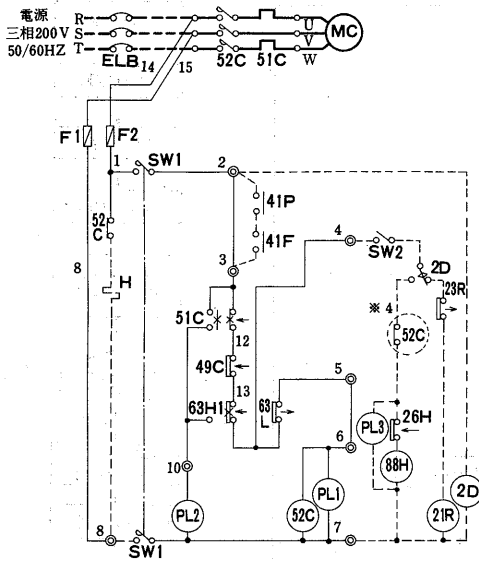 電源
三相200V
50/60HZ
R
S
T
ELB
14
15
52C
51C
U
V
W
MC
F1
F2
1
SW1
2
52
C
41P
41F
4
SW2
8
H
3
2D
23R
51C
※4
12
52C
49C
13
5
63H1
63
L
PL3
26H
6
10
88H
PL2
52C
PL1
21R
2D
8
SW1
7